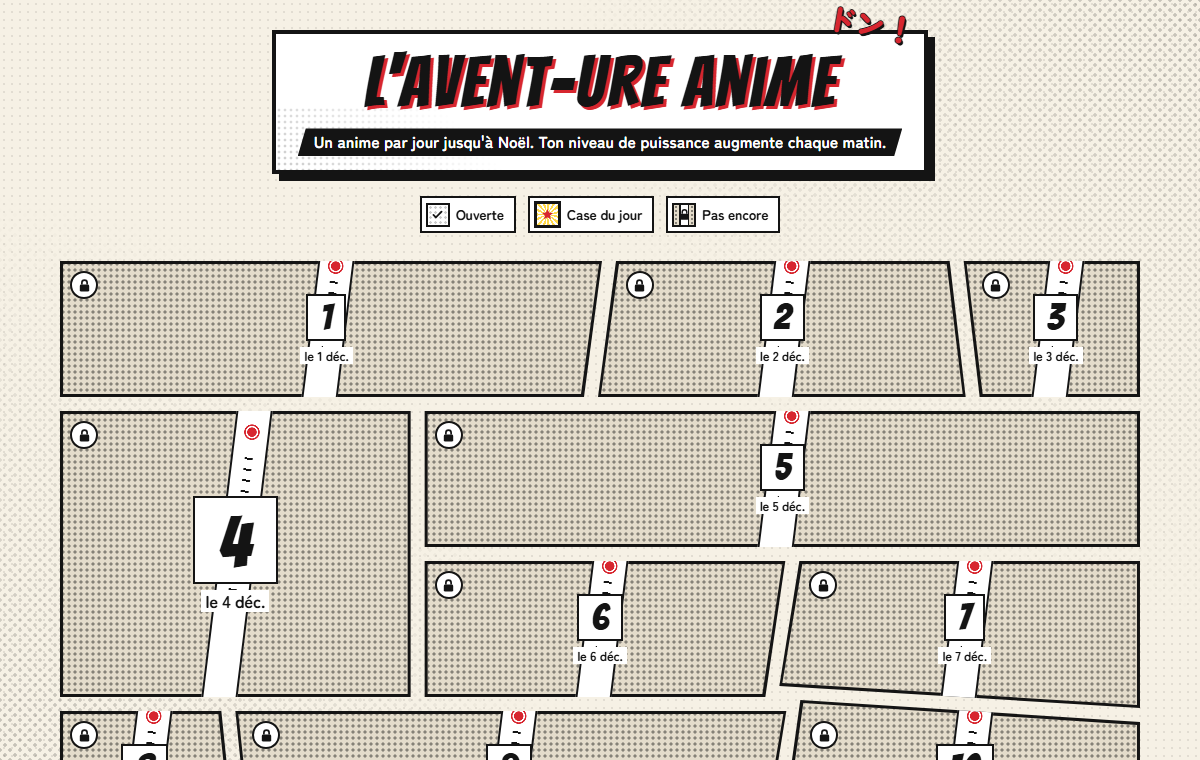 ドン!
L'AVENT-URE ANIME
Un anime par jour jusqu'à Noël. Ton niveau de puissance augmente chaque matin.
Ouverte
Case du jour
Pas encore
1
le 1 déc.
2
le 2 déc.
3
le 3 déc.
4
le 4 déc.
5
le 5 déc.
6
le 6 déc.
7
le 7 déc.